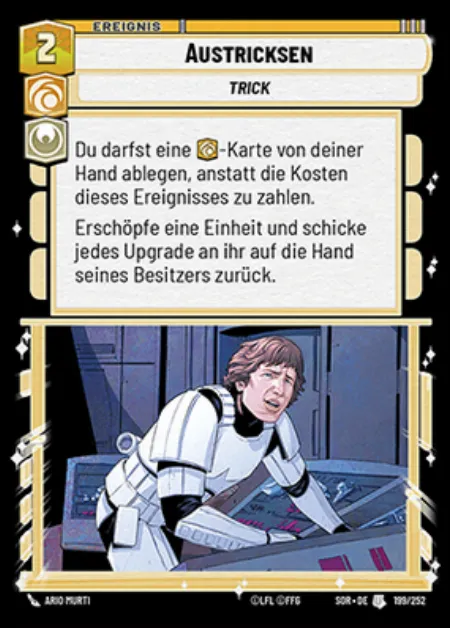 EREIGNIS
2
AUSTRICKSEN
TRICK
Du darfst eine -Karte von deiner
Hand ablegen, anstatt die Kosten
dieses Ereignisses zu zahlen.
Erschöpfe eine Einheit und schicke
jedes Upgrade an ihr auf die Hand
seines Besitzers zurück.
ARIO MURTI
©LFL ©FFG
SOR • DE
199/252